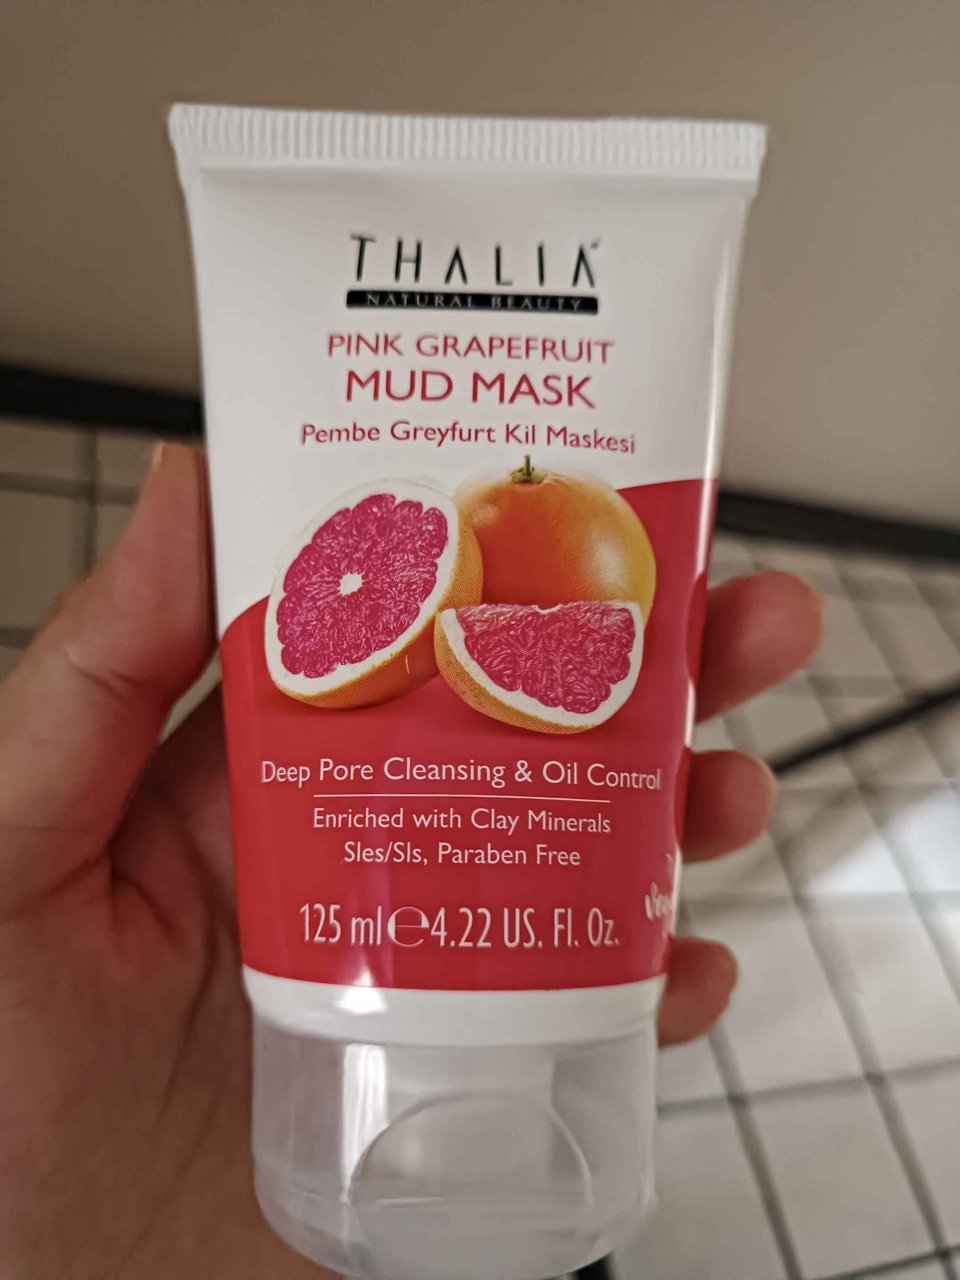 THALIA
NATURAL BEAUTY
PINK GRAPEFRUIT
MUD MASK
Pembe Greyfurt Kil Maskesi
Deep Pore Cleansing & Oil Control
Enriched with Clay Minerals
Sles/Sls, Paraben Free
125 ml ℮ 4.22 US. Fl. Oz.